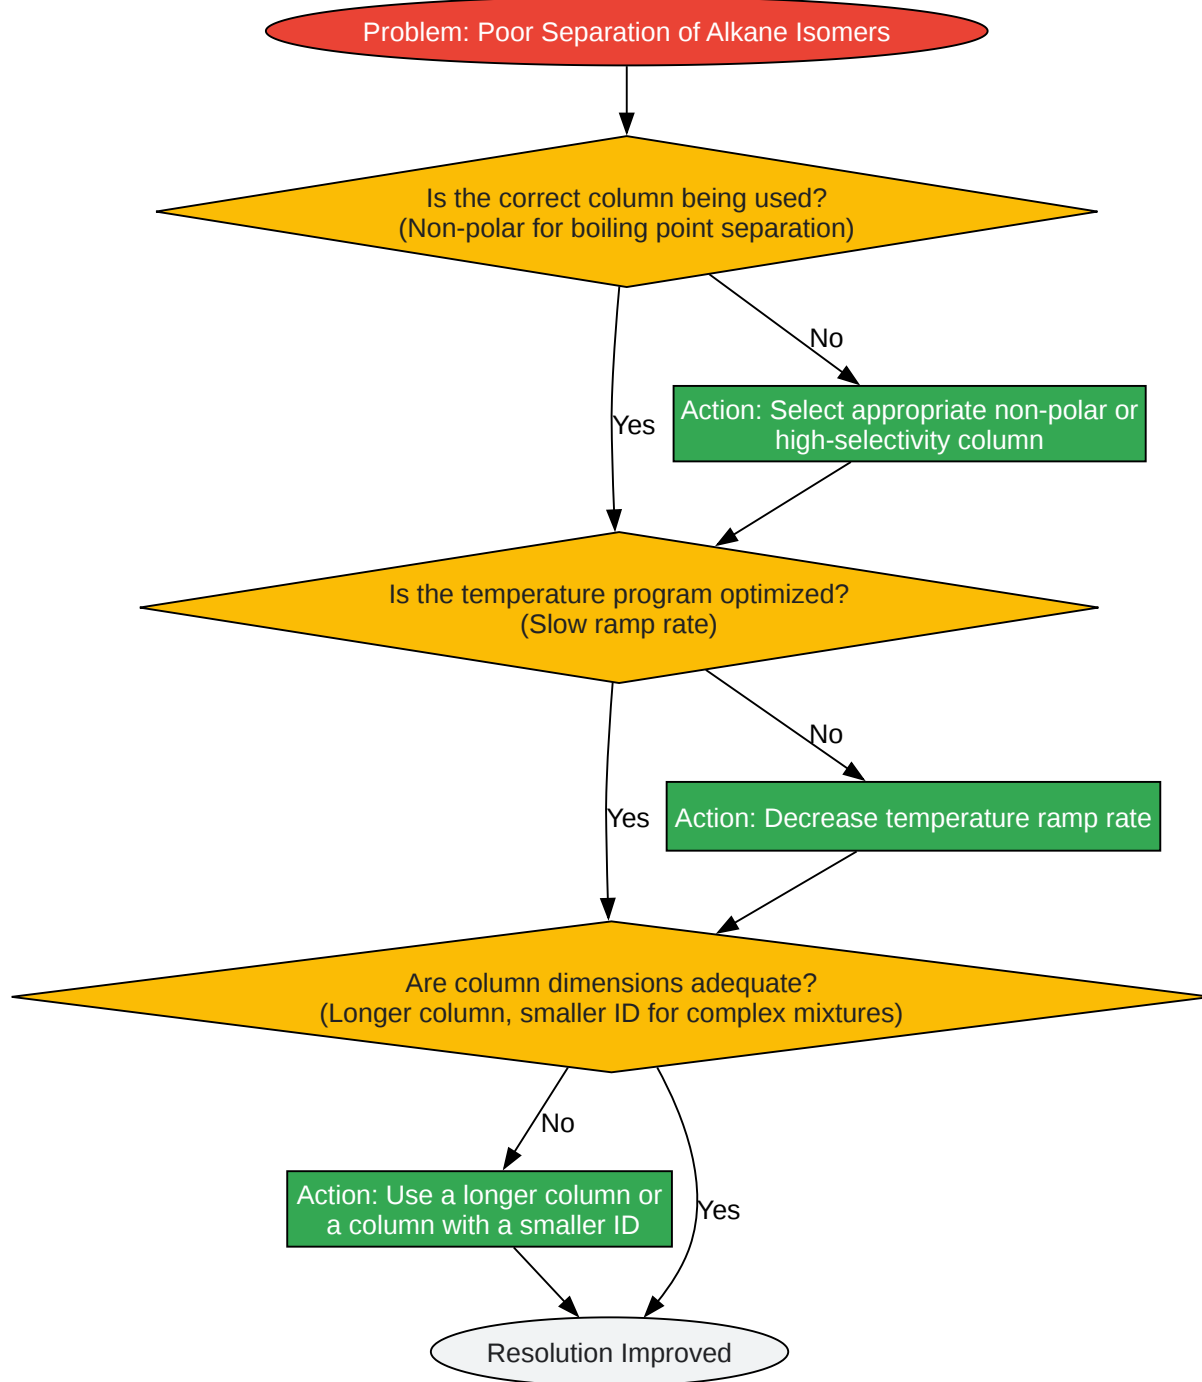 Problem: Poor Separation of Alkane Isomers
Is the correct column being used?
(Non-polar for boiling point separation)
No
Action: Select appropriate non-polar or
high-selectivity column
Yes
Is the temperature program optimized?
(Slow ramp rate)
No
Action: Decrease temperature ramp rate
Yes
Are column dimensions adequate?
(Longer column, smaller ID for complex mixtures)
No
Action: Use a longer column or
a column with a smaller ID
Yes
Resolution Improved